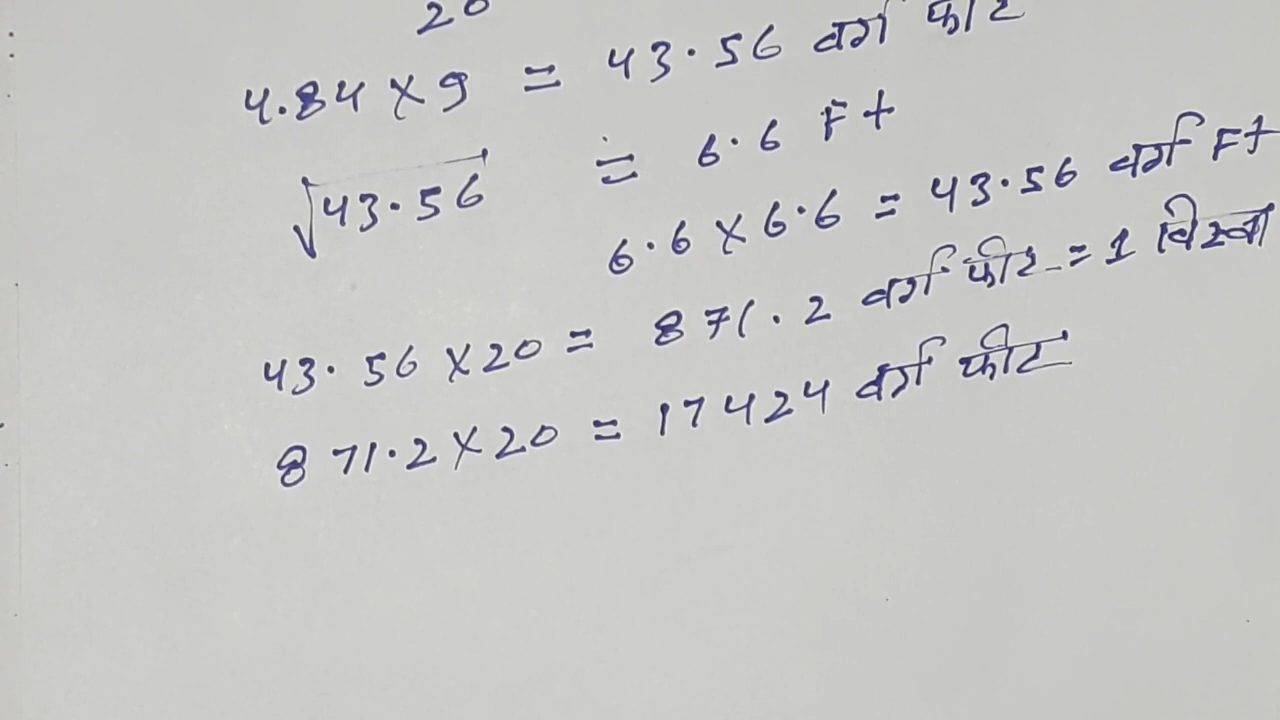 20
4.84 × 9 = 43.56 वर्ग फीट
√43.56 = 6.6 Ft
6.6 × 6.6 = 43.56 वर्ग Ft
43.56 × 20 = 871.2 वर्ग फीट = 1 बिस्वा
871.2 × 20 = 17424 वर्ग फीट